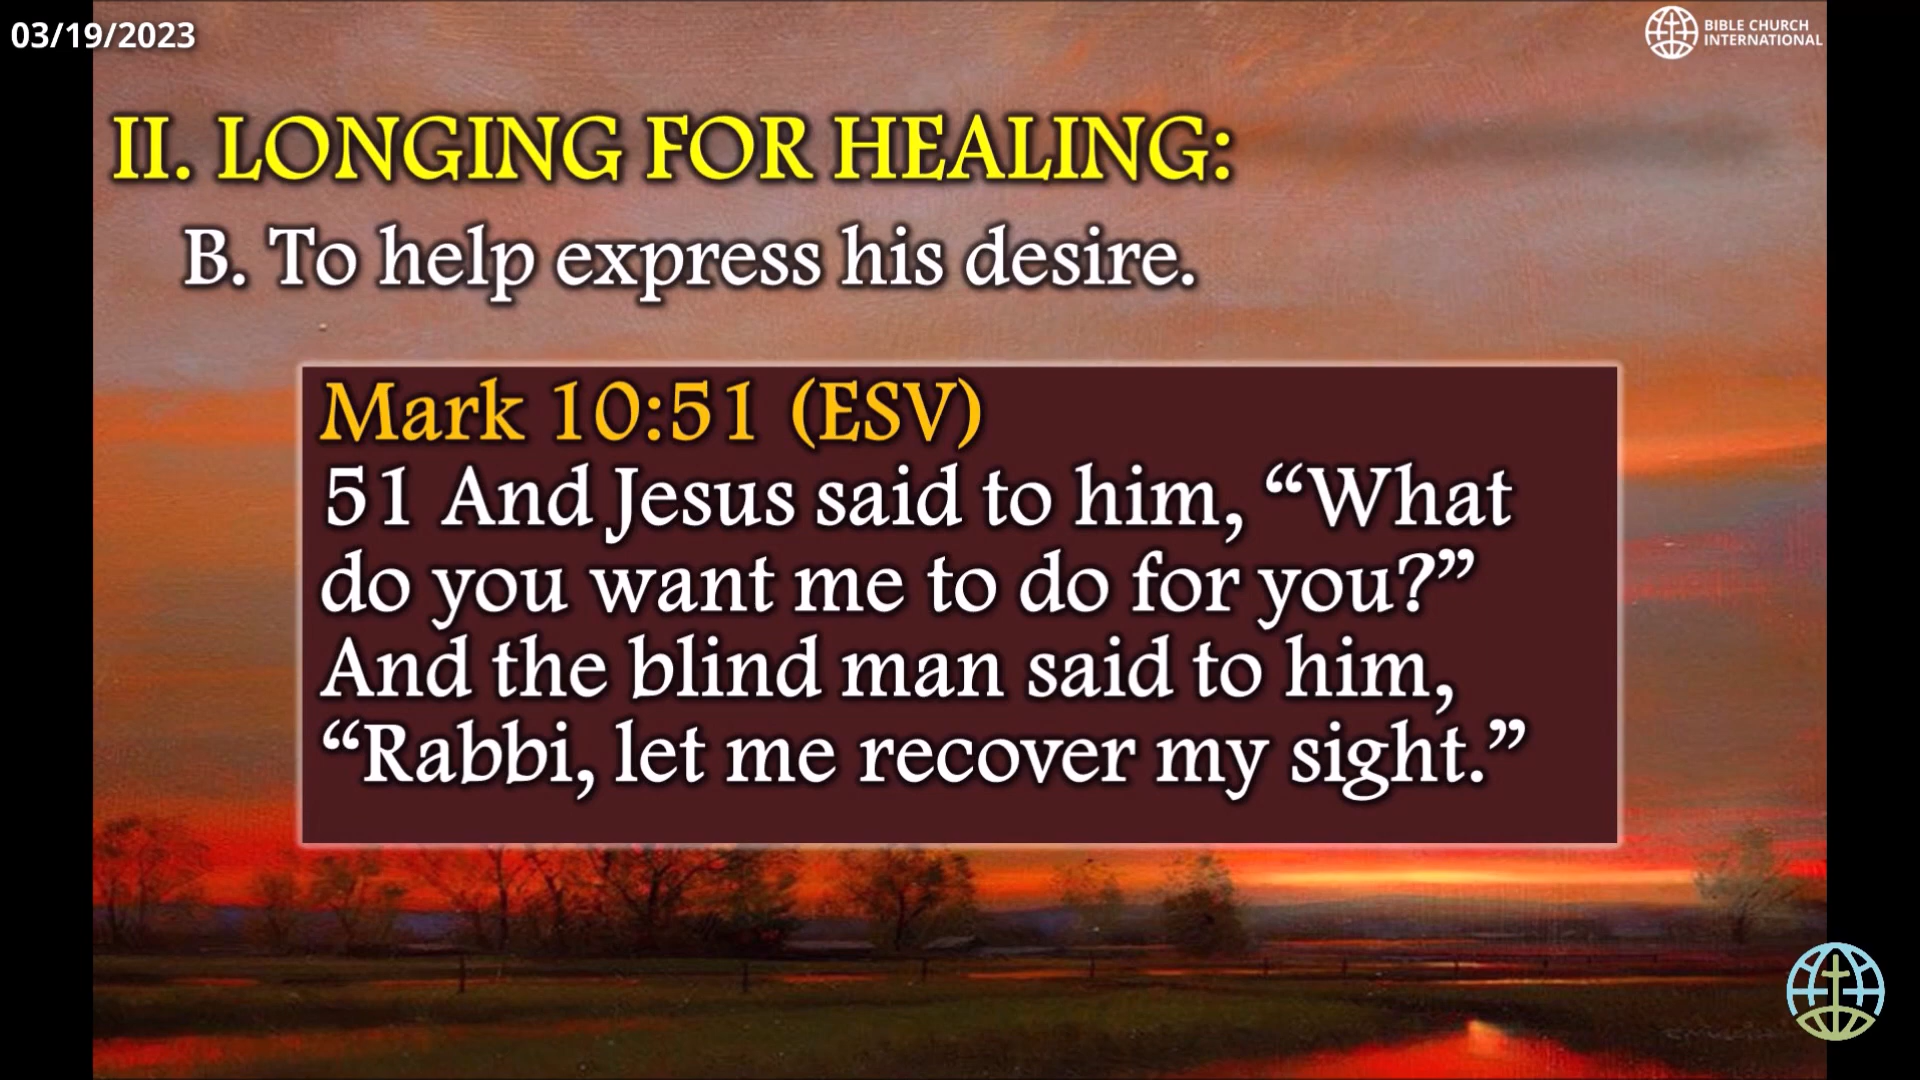 03/19/2023
BIBLE CHURCH
INTERNATIONAL
II. LONGING FOR HEALING:
B. To help express his desire.
Mark 10:51 (ESV)
51 And Jesus said to him, “What
do you want me to do for you?”
And the blind man said to him,
“Rabbi, let me recover my sight.”